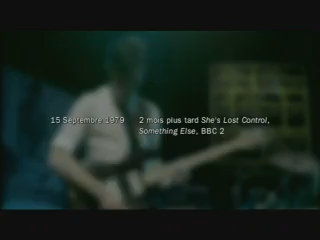 15 Septembre 1979 2 mois plus tard She's Lost Control,
Something Else, BBC 2